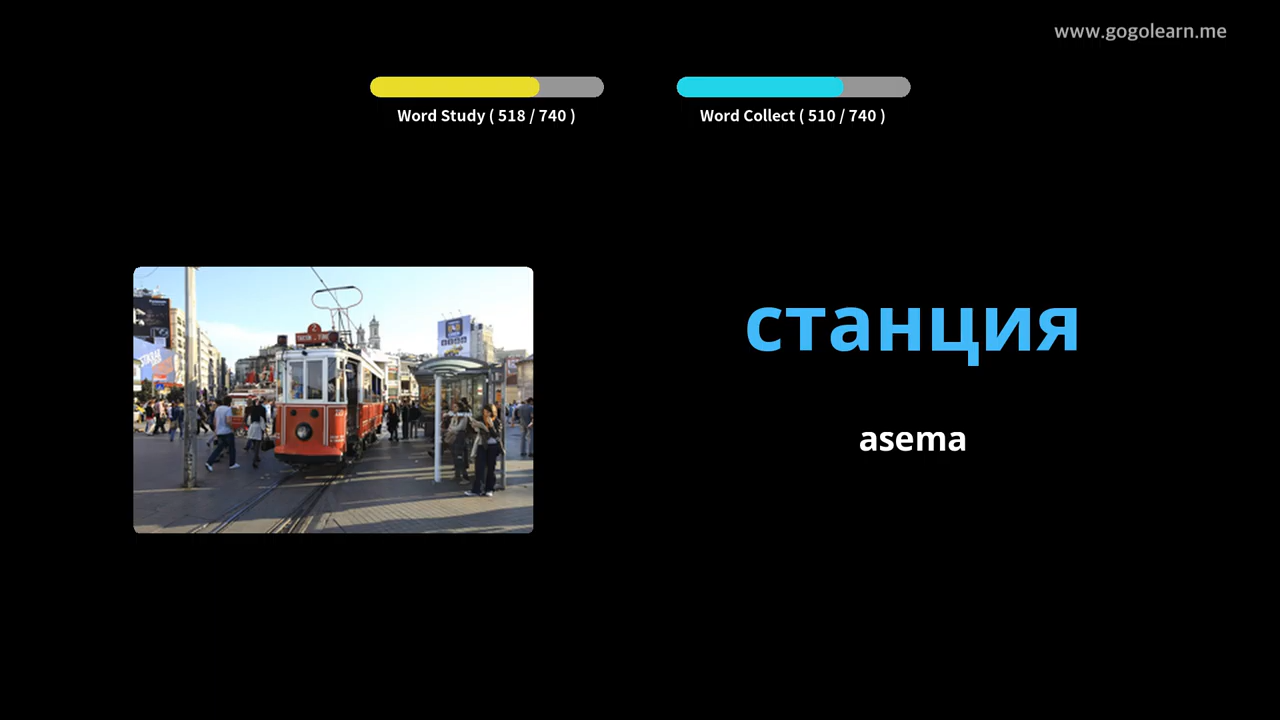 www.gogolearn.me
Word Study ( 518 / 740 )
Word Collect ( 510 / 740 )
станция
asema